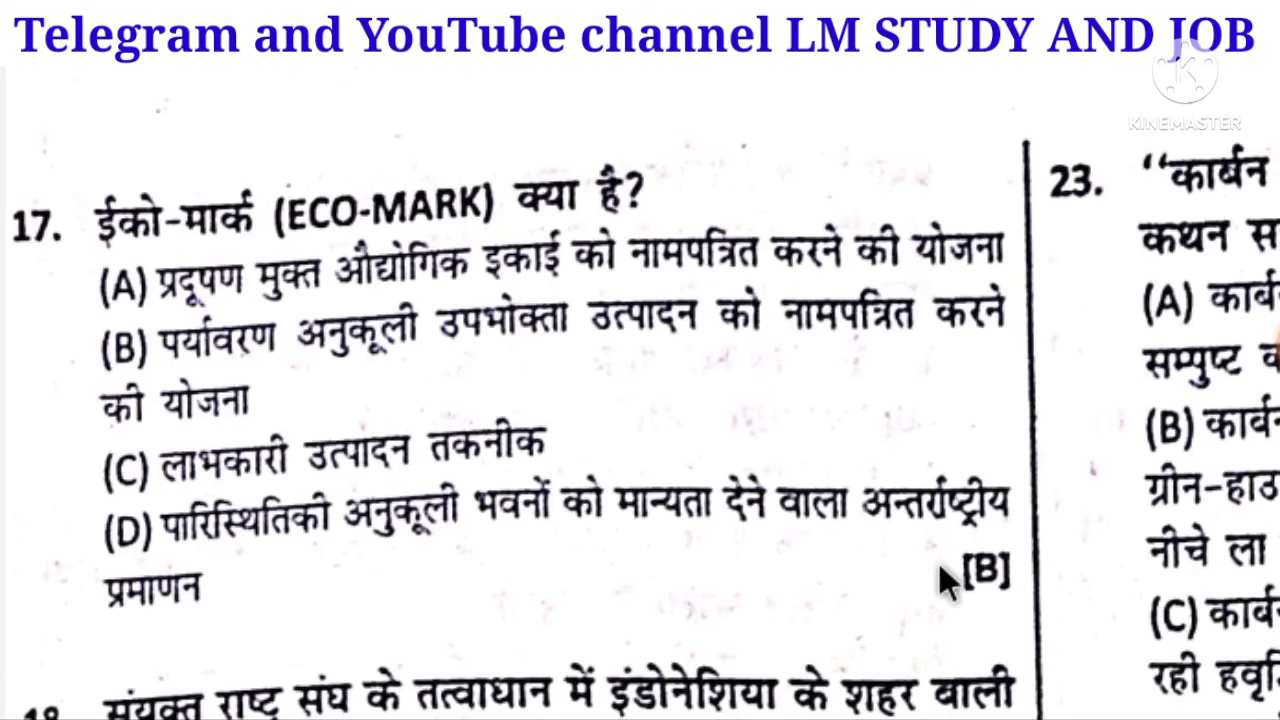 Telegram and YouTube channel LM STUDY AND JOB
KINEMASTER
17. ईको-मार्क (ECO-MARK) क्या है?
(A) प्रदूषण मुक्त औद्योगिक इकाई को नामपत्रित करने की योजना
(B) पर्यावरण अनुकूली उपभोक्ता उत्पादन को नामपत्रित करने
की योजना
(C) लाभकारी उत्पादन तकनीक
(D) पारिस्थितिकी अनुकूली भवनों को मान्यता देने वाला अन्तर्राष्ट्रीय
प्रमाणन
[B]
18. संयुक्त राष्ट्र संघ के तत्वाधान में इंडोनेशिया के शहर बाली
23. "कार्बन
कथन
(A)
सम्पुष्ट
(B)
ग्रीन-हाउ
नीचे ला
(C)
रही